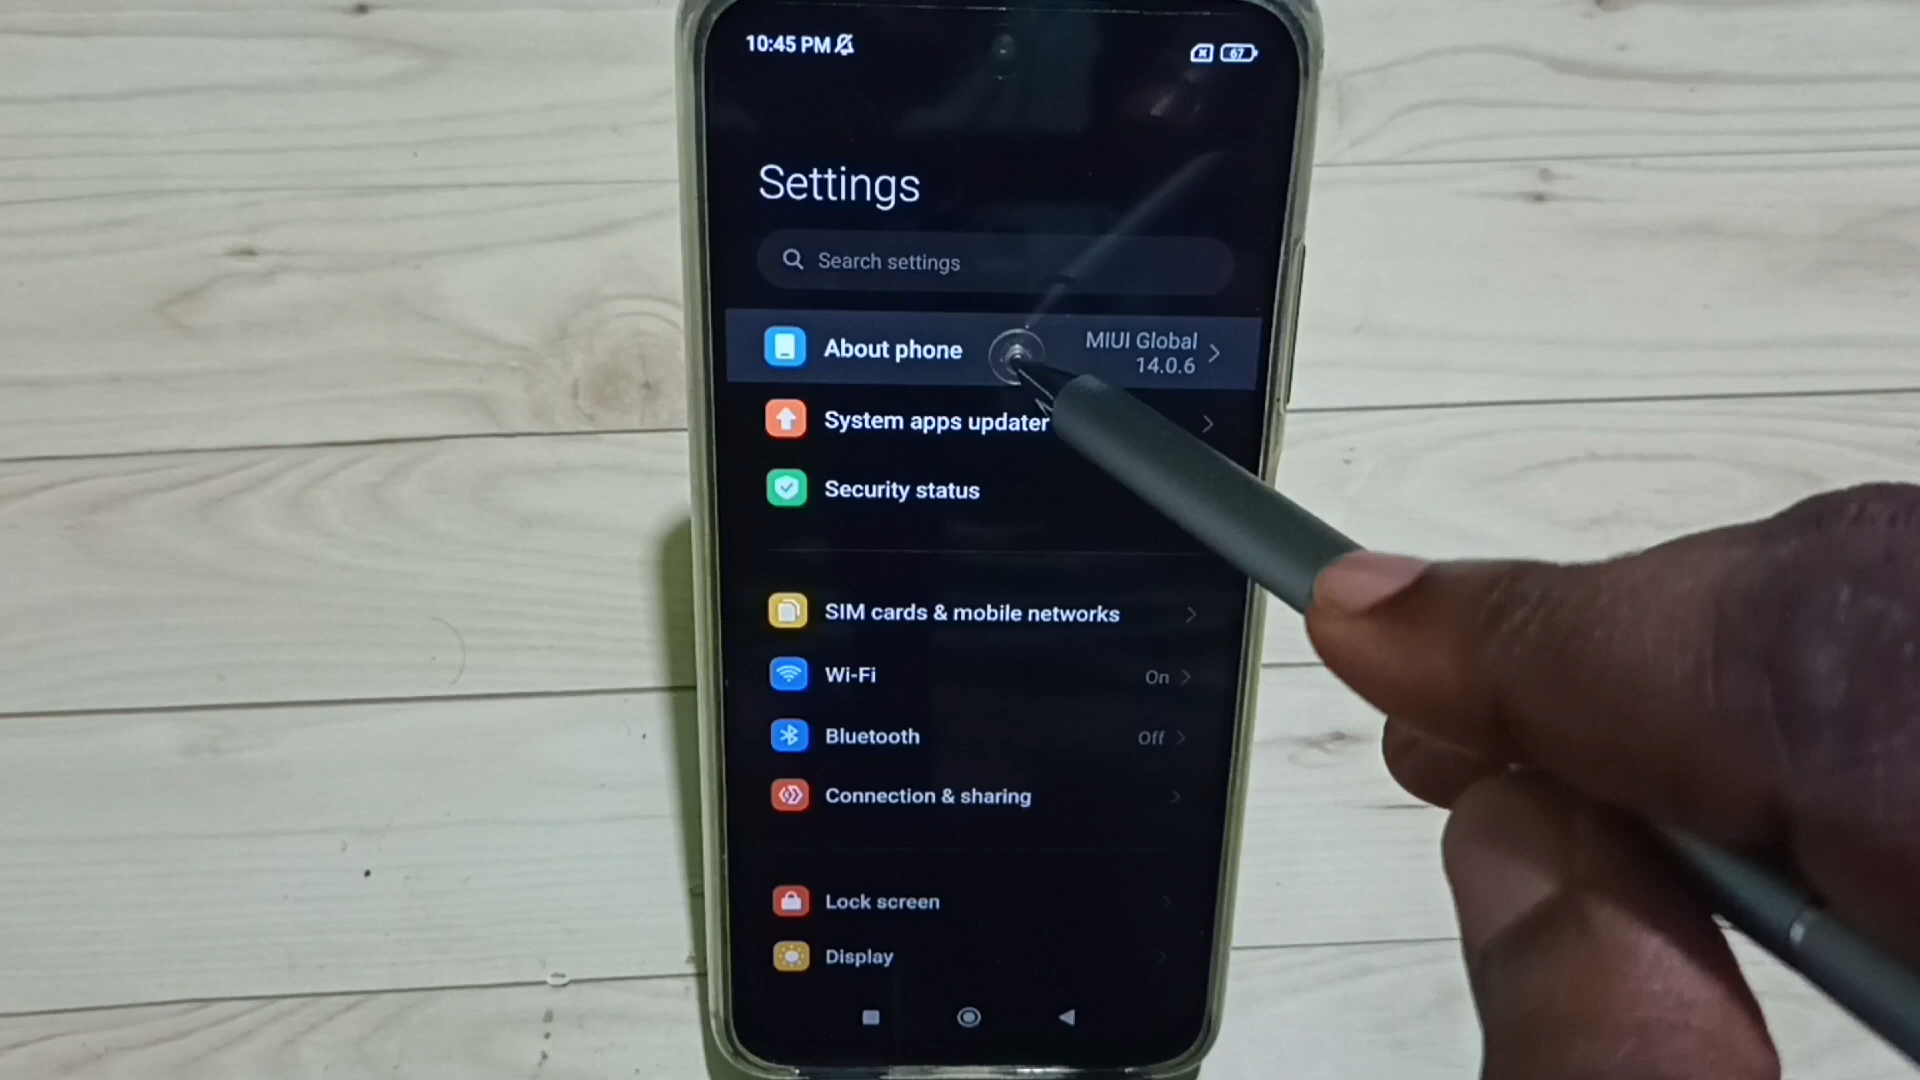 10:45 PM
67
Settings
Search settings
About phone
MIUI Global
14.0.6
System apps updater
Security status
SIM cards & mobile networks
Wi-Fi
On
Bluetooth
Off
Connection & sharing
Lock screen
Display